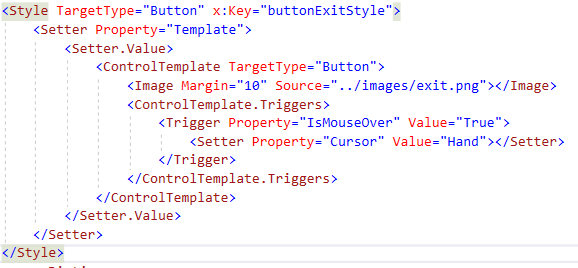 <Style TargetType="Button" x:Key="buttonExitStyle">
    <Setter Property="Template">
        <Setter.Value>
            <ControlTemplate TargetType="Button">
                <Image Margin="10" Source="../images/exit.png"></Image>
                <ControlTemplate.Triggers>
                    <Trigger Property="IsMouseOver" Value="True">
                        <Setter Property="Cursor" Value="Hand"></Setter>
                    </Trigger>
                </ControlTemplate.Triggers>
            </ControlTemplate>
        </Setter.Value>
    </Setter>
</Style>